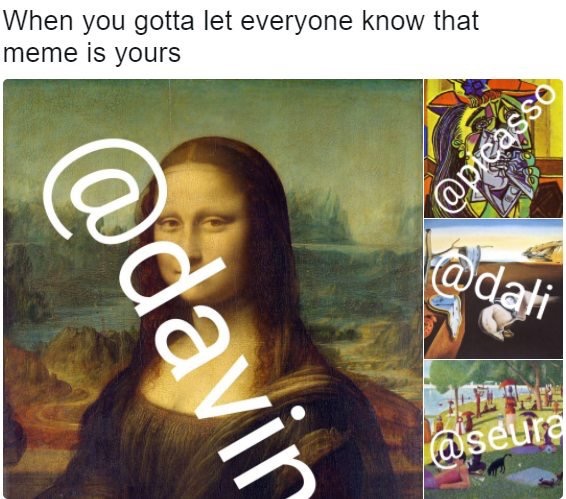 When you gotta let everyone know that
meme is yours
@davin
@picasso
@dali
@seura